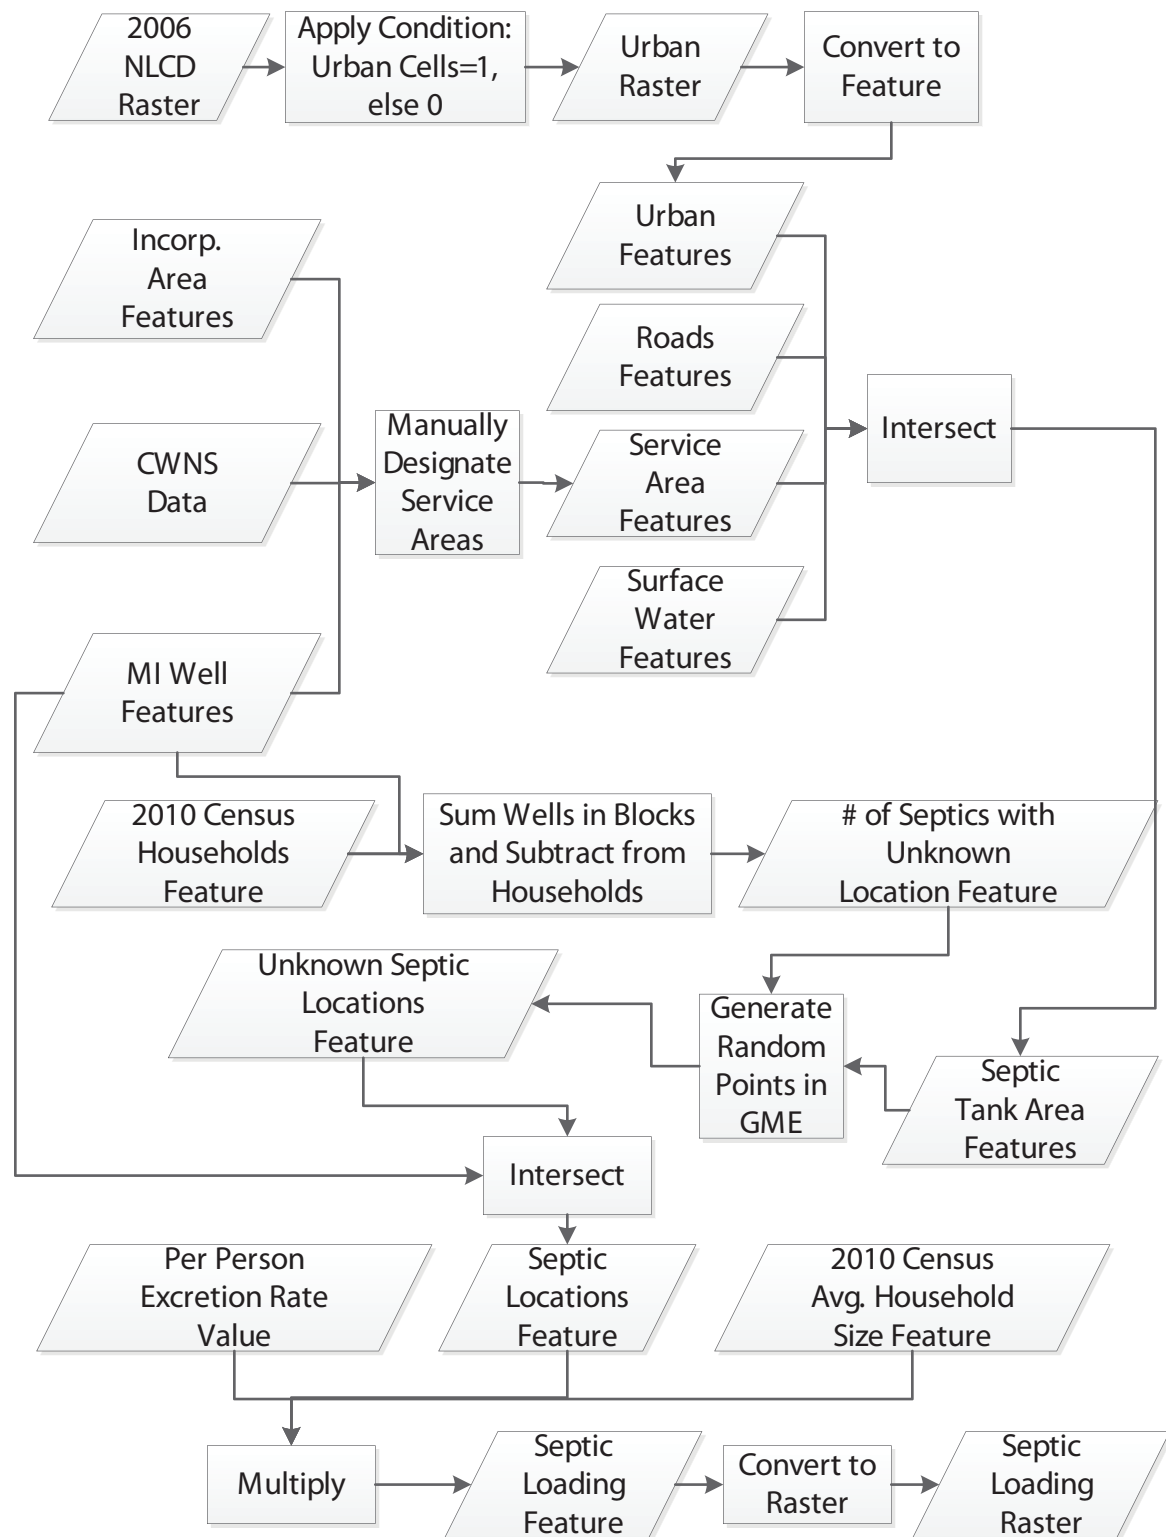 2006
NLCD
Raster
Apply Condition:
Urban Cells=1,
else 0
Urban
Raster
Convert to
Feature
Urban
Features
Incorp.
Area
Features
Roads
Features
CWNS
Data
Manually
Designate
Service
Areas
Service
Area
Features
Intersect
Surface
Water
Features
MI Well
Features
2010 Census
Households
Feature
Sum Wells in Blocks
and Subtract from
Households
# of Septics with
Unknown
Location Feature
Unknown Septic
Locations
Feature
Generate
Random
Points in
GME
Septic
Tank Area
Features
Intersect
Per Person
Excretion Rate
Value
Septic
Locations
Feature
2010 Census
Avg. Household
Size Feature
Multiply
Septic
Loading
Feature
Convert to
Raster
Septic
Loading
Raster